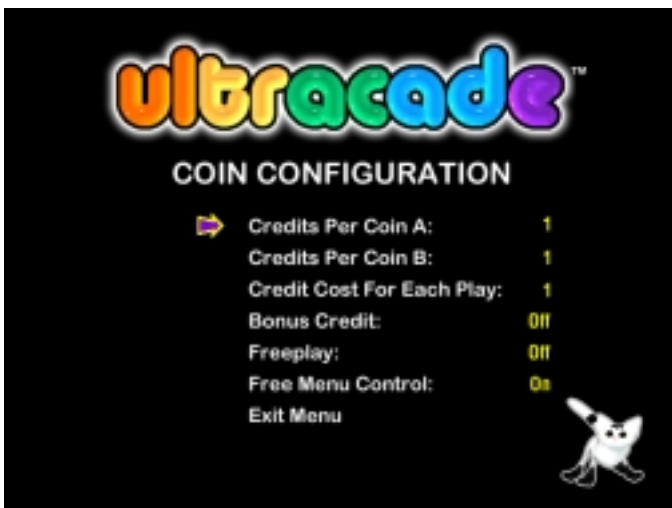 ultracade™
COIN CONFIGURATION
Credits Per Coin A: 1
Credits Per Coin B: 1
Credit Cost For Each Play: 1
Bonus Credit: Off
Freeplay: Off
Free Menu Control: On
Exit Menu